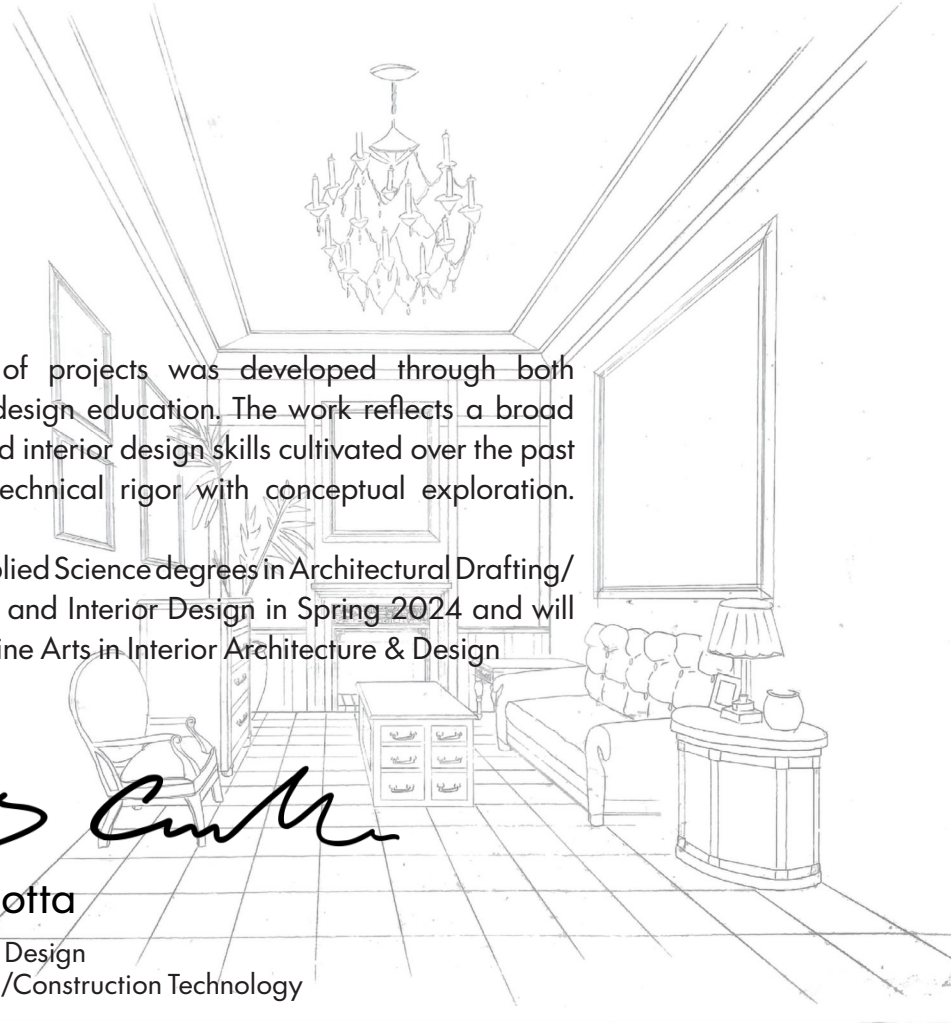 of projects was developed through both
design education. The work reflects a broad
d interior design skills cultivated over the past
echnical rigor with conceptual exploration.
lied Science degrees in Architectural Drafting/
and Interior Design in Spring 2024 and will
ine Arts in Interior Architecture & Design
otta
Design
/Construction Technology